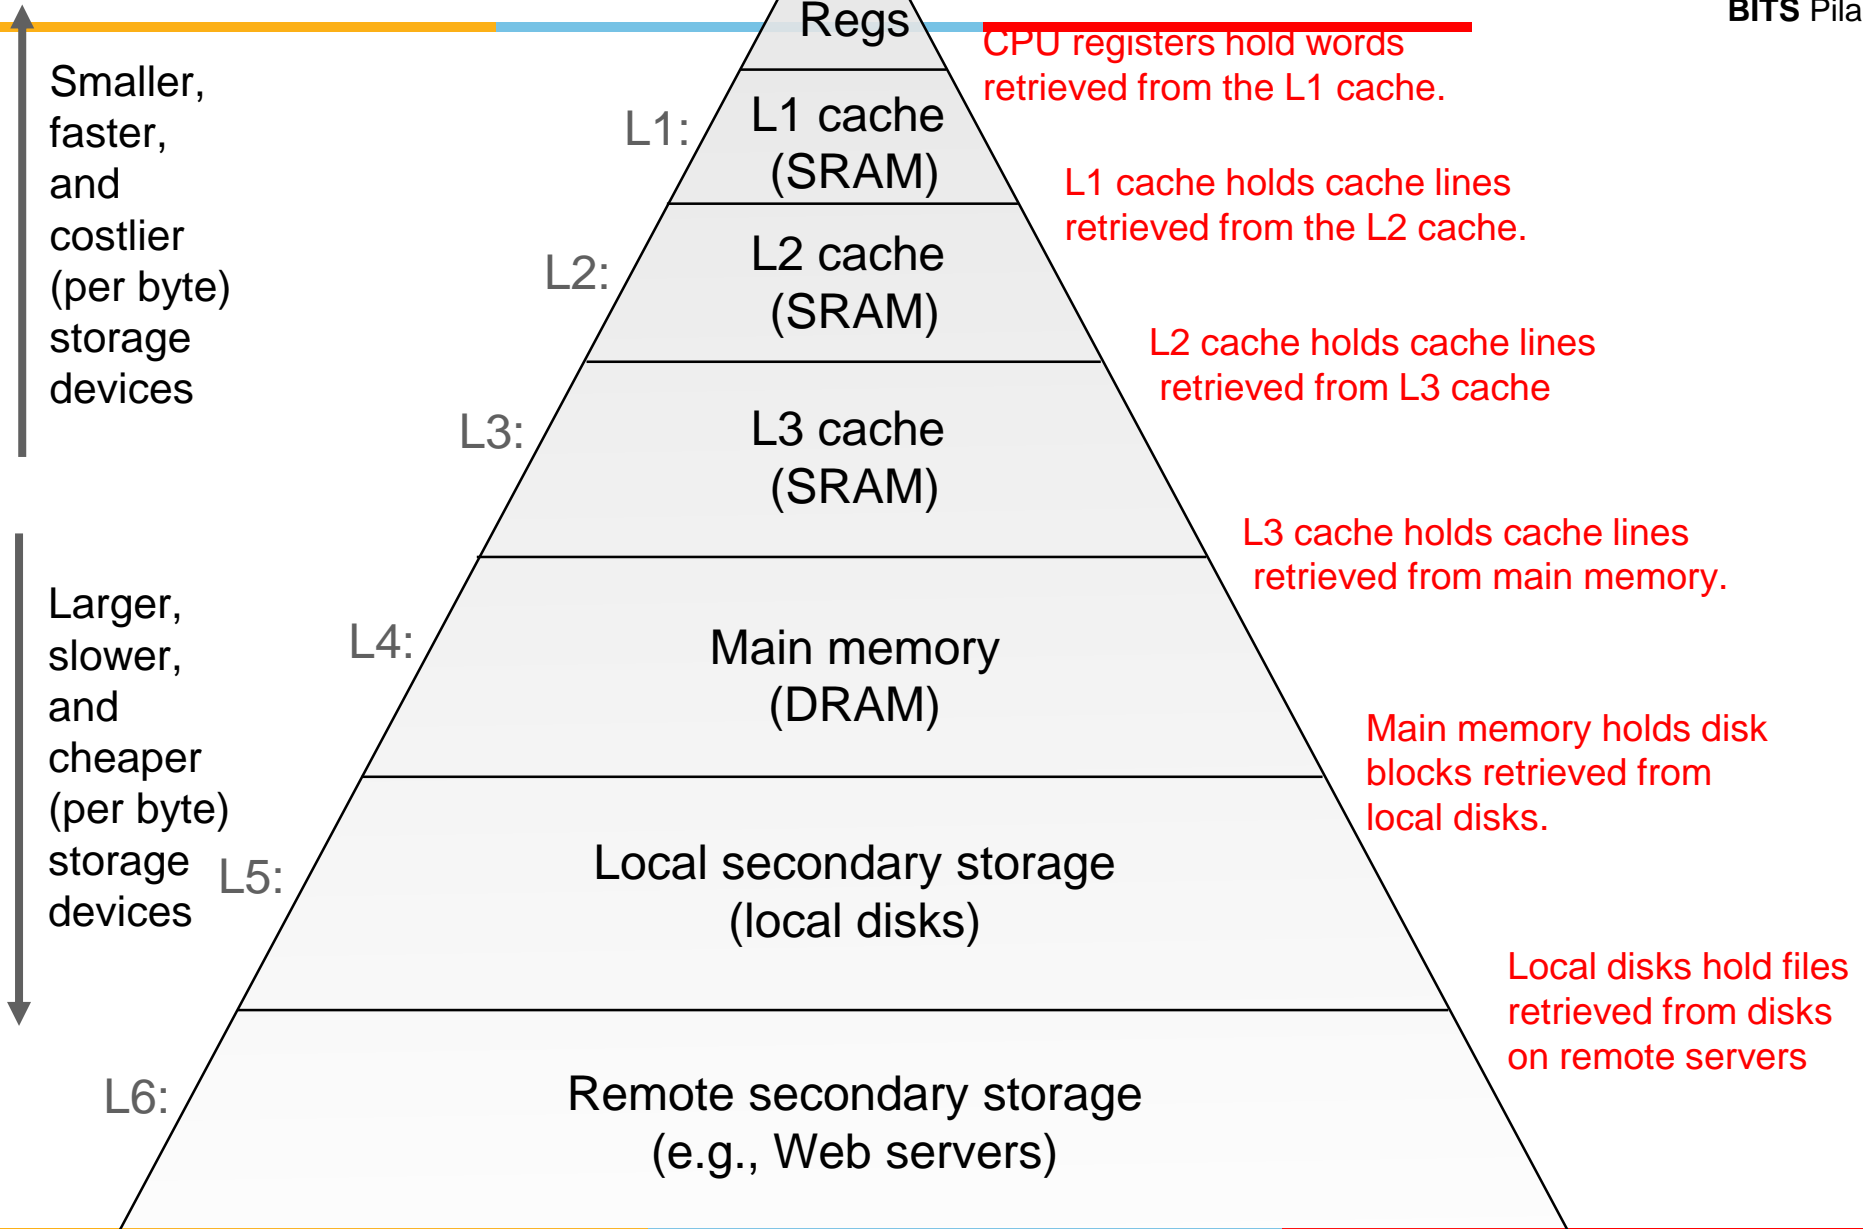 BITS Pila
Regs
CPU registers hold words
retrieved from the L1 cache.
Smaller,
faster,
and
costlier
(per byte)
storage
devices
L1:
L1 cache
(SRAM)
L1 cache holds cache lines
retrieved from the L2 cache.
L2:
L2 cache
(SRAM)
L2 cache holds cache lines
retrieved from L3 cache
L3:
L3 cache
(SRAM)
L3 cache holds cache lines
retrieved from main memory.
Larger,
slower,
and
cheaper
(per byte)
storage
devices
L4:
Main memory
(DRAM)
Main memory holds disk
blocks retrieved from
local disks.
L5:
Local secondary storage
(local disks)
Local disks hold files
retrieved from disks
on remote servers
L6:
Remote secondary storage
(e.g., Web servers)